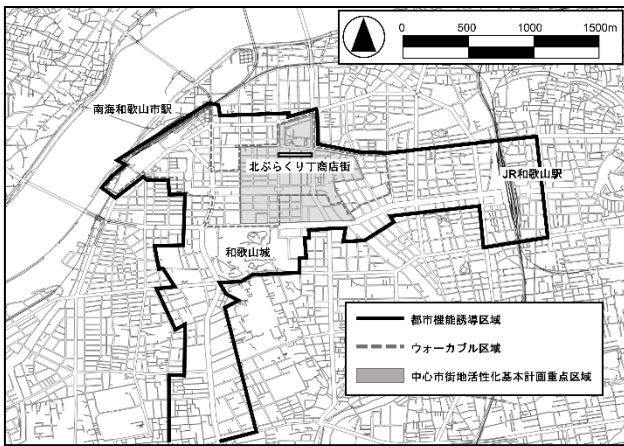 0 500 1000 1500m
南海和歌山市駅
北ぶらくり丁商店街
JR和歌山駅
和歌山城
都市機能誘導区域
ウォーカブル区域
中心市街地活性化基本計画重点区域